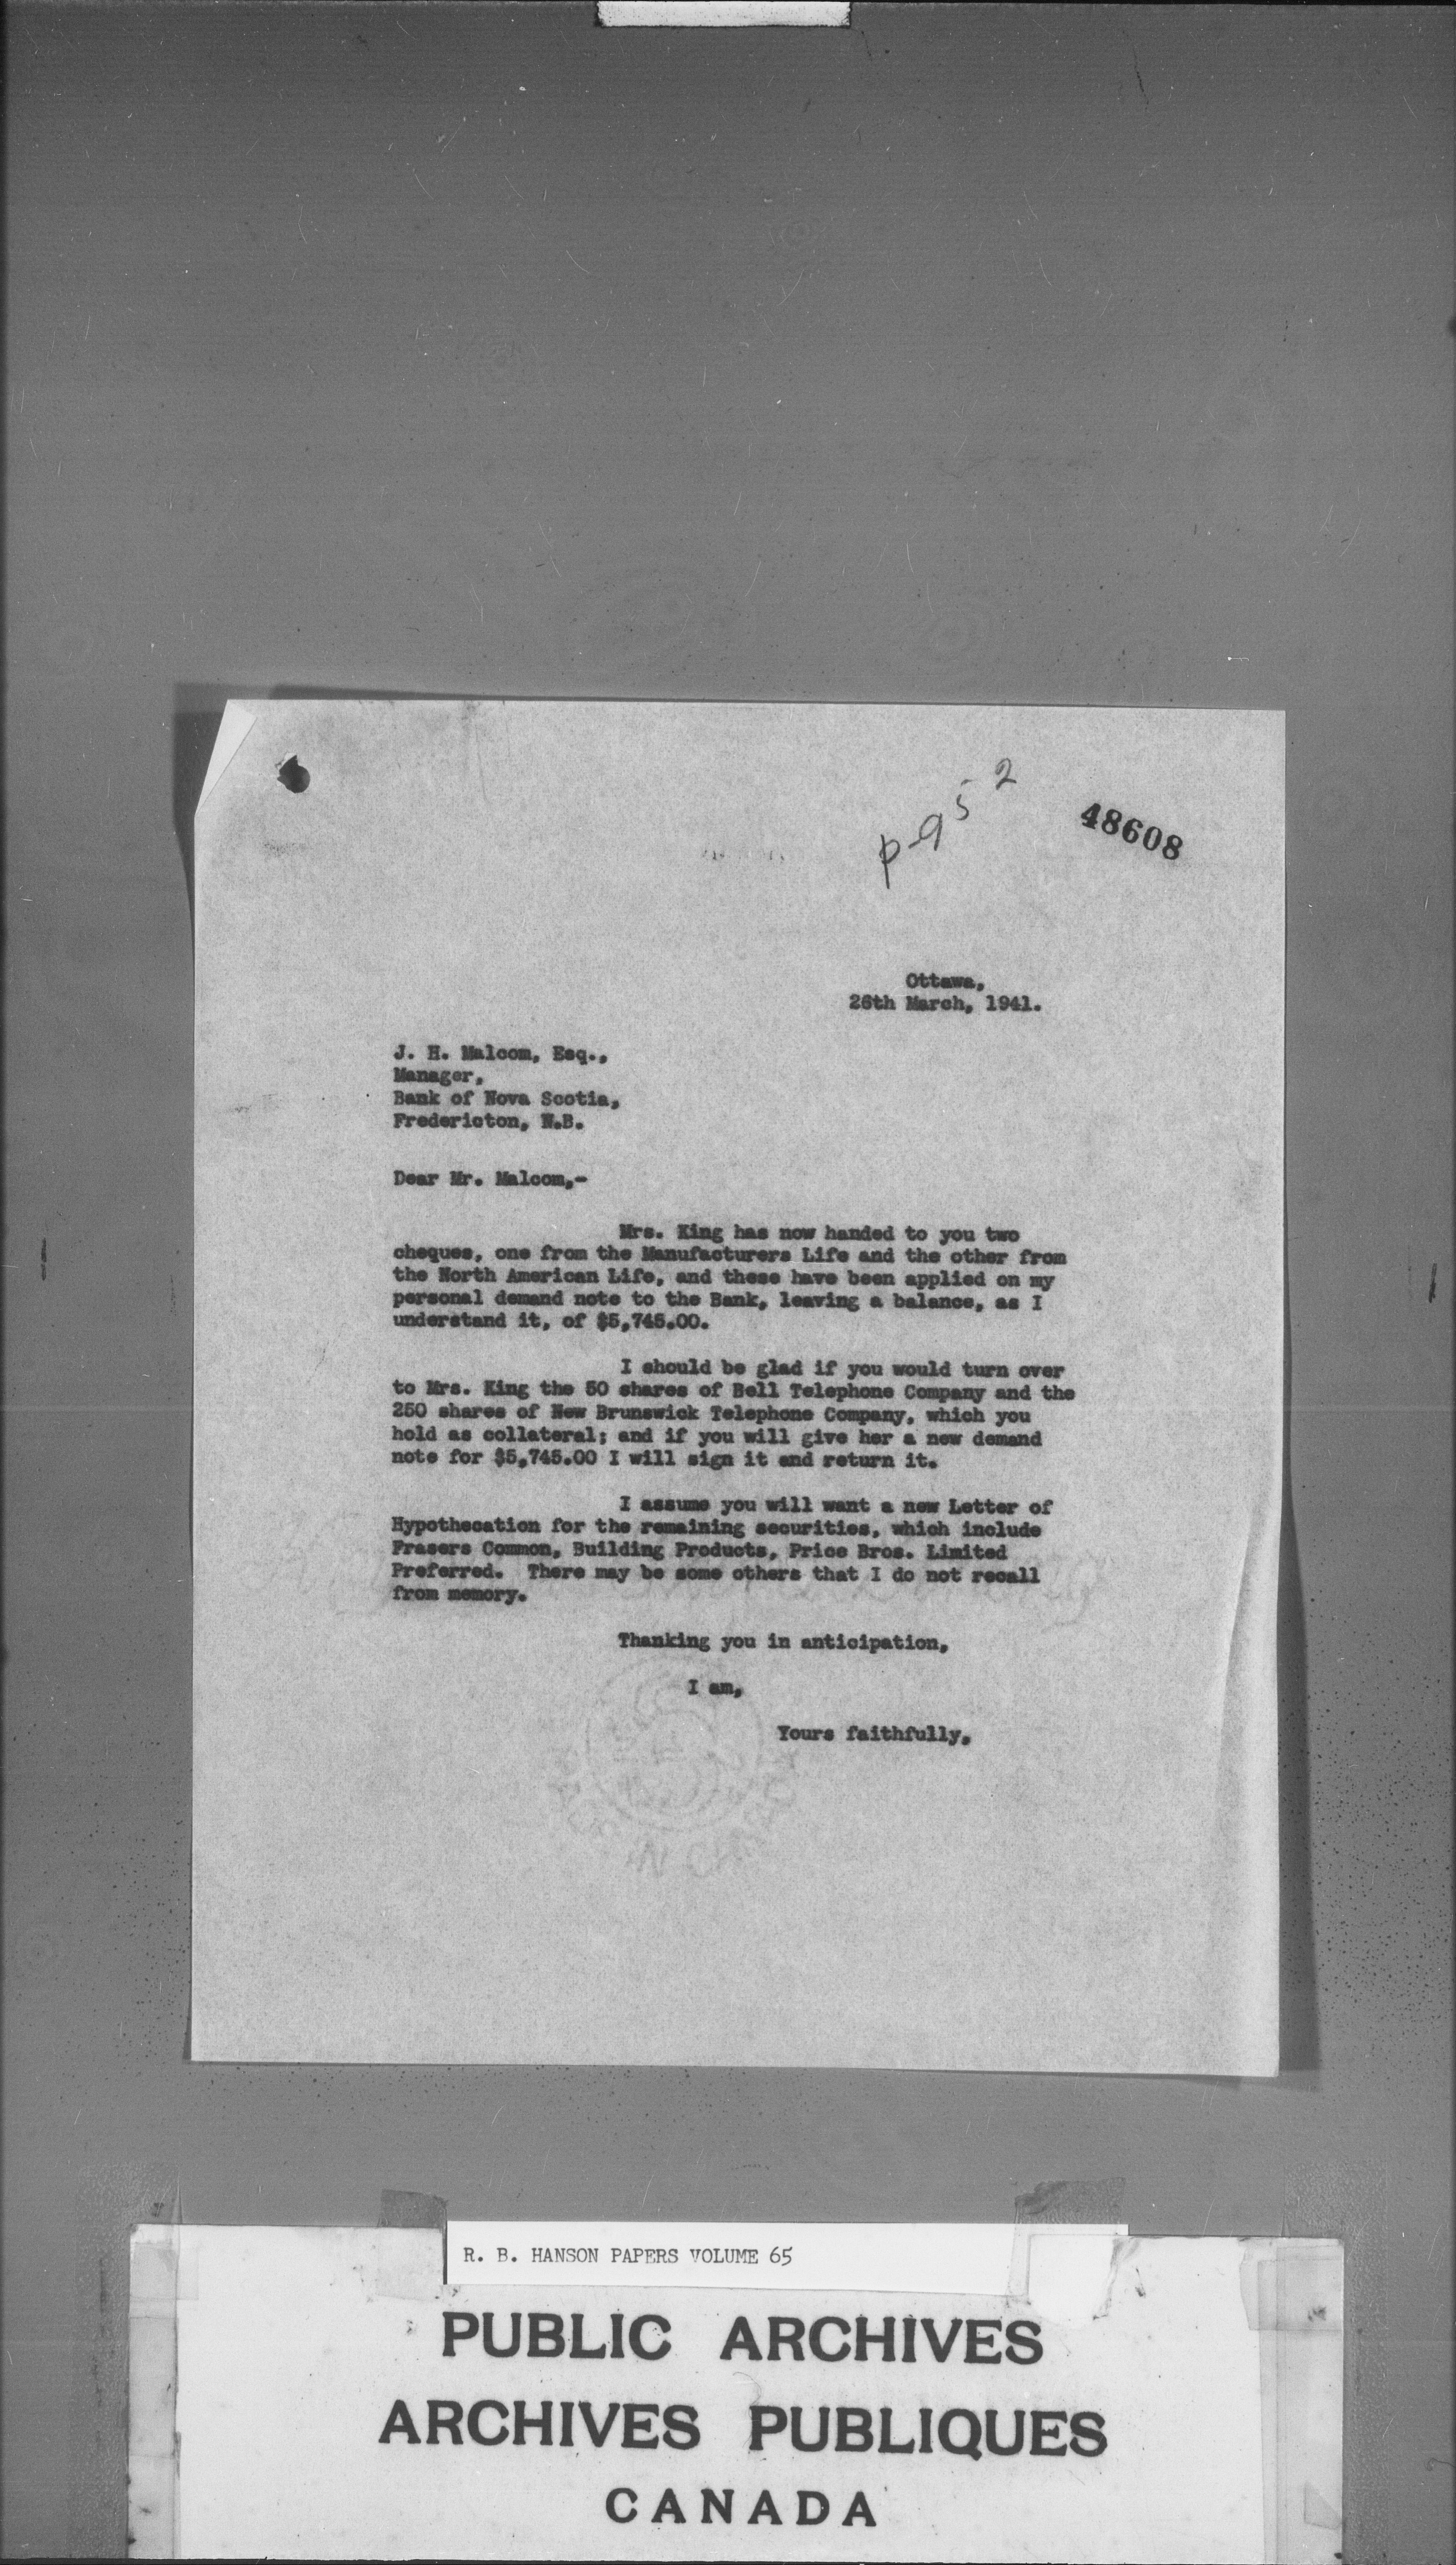 p-952
48608
Ottawa,
26th March, 1941.
J. H. Malcom, Esq.,
Manager,
Bank of Nova Scotia,
Fredericton, N.B.
Dear Mr. Malcom,-
Mrs. King has now handed to you two
cheques, one from the Manufacturers Life and the other from
the North American Life, and these have been applied on my
personal demand note to the Bank, leaving a balance, as I
understand it, of $5,745.00.
I should be glad if you would turn over
to Mrs. King the 50 shares of Bell Telephone Company and the
250 shares of New Brunswick Telephone Company, which you
hold as collateral; and if you will give her a new demand
note for $5,745.00 I will sign it and return it.
I assume you will want a new Letter of
Hypothecation for the remaining securities, which include
Frasers Common, Building Products, Price Bros. Limited
Preferred. There may be some others that I do not recall
from memory.
Thanking you in anticipation,
I am,
Yours faithfully,
R. B. HANSON PAPERS VOLUME 65
PUBLIC ARCHIVES
ARCHIVES PUBLIQUES
CANADA